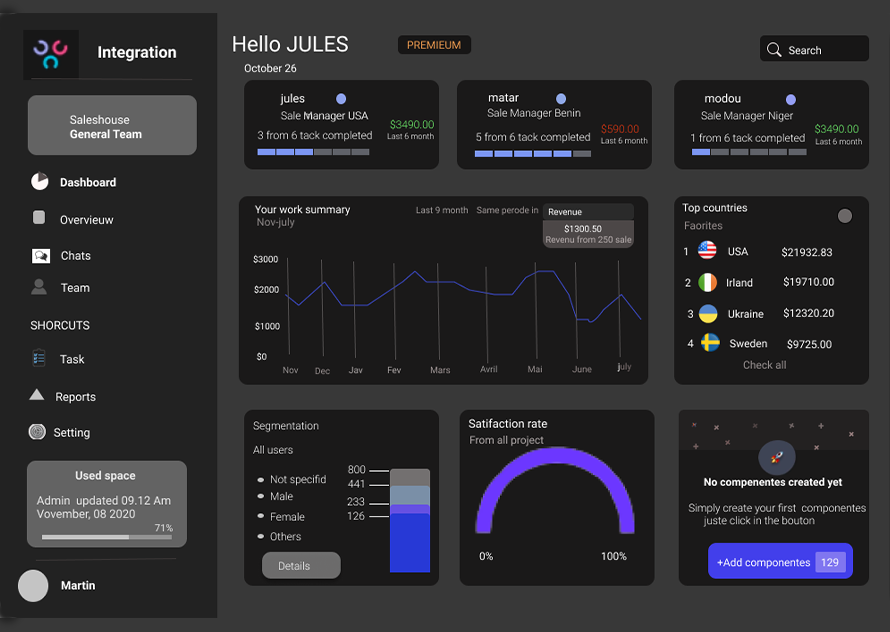 Integration
Saleshouse
General Team
Dashboard
Overvieuw
Chats
Team
SHORCUTS
Task
Reports
Setting
Used space
Admin updated 09.12 Am
Vovember, 08 2020
71%
Martin
Hello JULES
PREMIEUM
October 26
Search
jules
Sale Manager USA
3 from 6 tack completed
$3490.00
Last 6 month
matar
Sale Manager Benin
5 from 6 tack completed
$590.00
Last 6 month
modou
Sale Manager Niger
1 from 6 tack completed
$3490.00
Last 6 month
Your work summary
Nov-july
Last 9 month Same perode in
Revenue
$1300.50
Revenu from 250 sale
$3000
$2000
$1000
$0
Nov Dec Jav Fev Mars Avril Mai June july
Top countries
Faorites
1 USA $21932.83
2 Irland $19710.00
3 Ukraine $12320.20
4 Sweden $9725.00
Check all
Segmentation
All users
Not specifid
Male
Female
Others
800
441
233
126
Details
Satifaction rate
From all project
0% 100%
No compenentes created yet
Simply create your first componentes
juste click in the bouton
+Add componentes 129